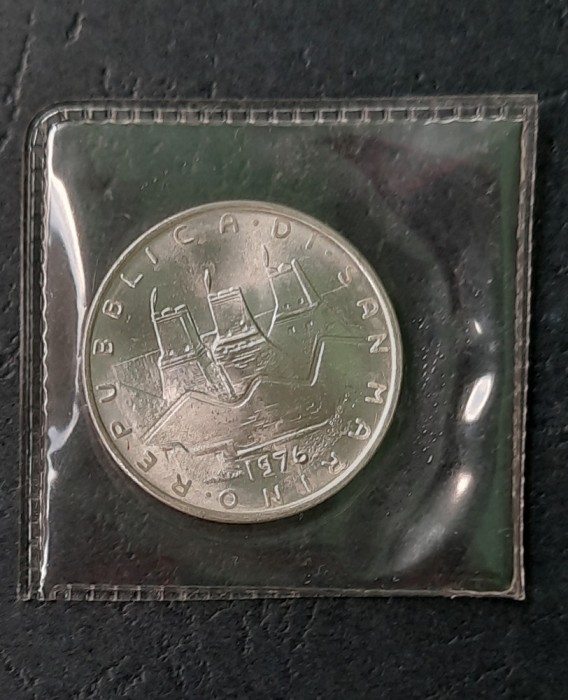 REPUBBLICA · DI · SAN MARINO ·
1976